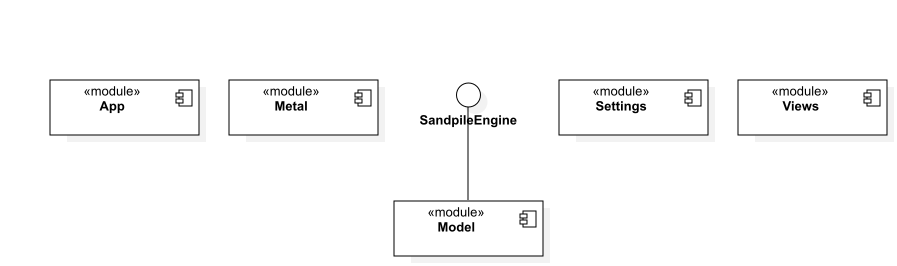 «module»
App
«module»
Metal
SandpileEngine
«module»
Settings
«module»
Views
«module»
Model